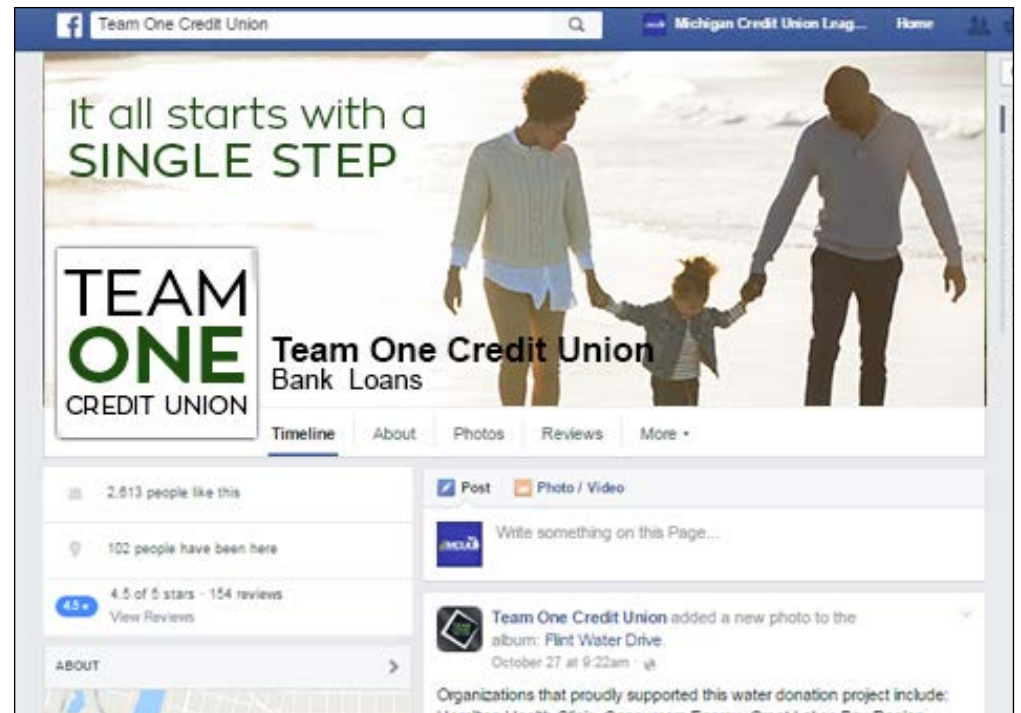 Team One Credit Union
Michigan Credit Union Leag...
Home
It all starts with a
SINGLE STEP
TEAM
ONE
CREDIT UNION
Team One Credit Union
Bank Loans
Timeline
About
Photos
Reviews
More
2,613 people like this
102 people have been here
4.5
4.5 of 5 stars · 154 reviews
View Reviews
ABOUT
Post
Photo / Video
Write something on this Page...
Team One Credit Union added a new photo to the
album: Flint Water Drive.
October 27 at 9:22am ·
Organizations that proudly supported this water donation project include: